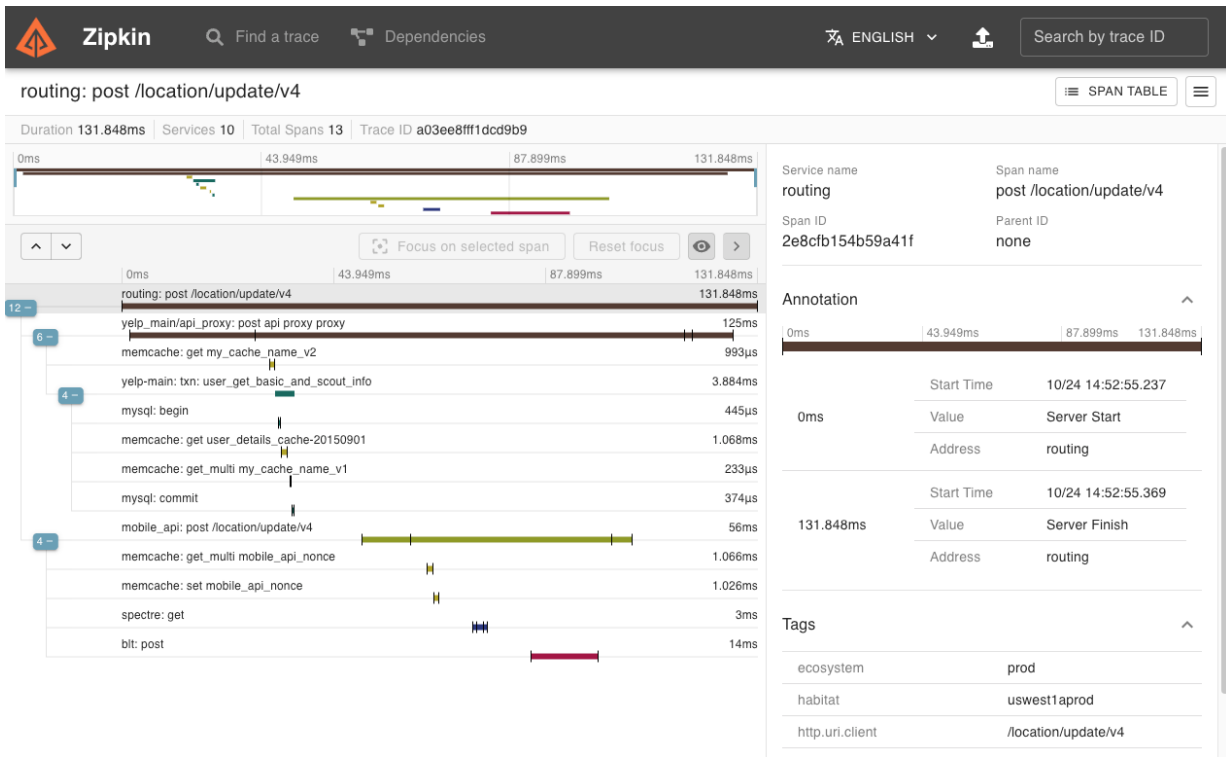 Zipkin Find a trace Dependencies ENGLISH Search by trace ID
routing: post /location/update/v4 SPAN TABLE
Duration 131.848ms Services 10 Total Spans 13 Trace ID a03ee8fff1dcd9b9
0ms 43.949ms 87.899ms 131.848ms
Focus on selected span Reset focus
0ms 43.949ms 87.899ms 131.848ms
routing: post /location/update/v4 131.848ms
12 −
yelp_main/api_proxy: post api proxy proxy 125ms
6 −
memcache: get my_cache_name_v2 993µs
yelp-main: txn: user_get_basic_and_scout_info 3.884ms
4 −
mysql: begin 445µs
memcache: get user_details_cache-20150901 1.068ms
memcache: get_multi my_cache_name_v1 233µs
mysql: commit 374µs
mobile_api: post /location/update/v4 56ms
4 −
memcache: get_multi mobile_api_nonce 1.066ms
memcache: set mobile_api_nonce 1.026ms
spectre: get 3ms
blt: post 14ms
Service name Span name
routing post /location/update/v4
Span ID Parent ID
2e8cfb154b59a41f none
Annotation
0ms 43.949ms 87.899ms 131.848ms
Start Time 10/24 14:52:55.237
0ms Value Server Start
Address routing
Start Time 10/24 14:52:55.369
131.848ms Value Server Finish
Address routing
Tags
ecosystem prod
habitat uswest1aprod
http.uri.client /location/update/v4